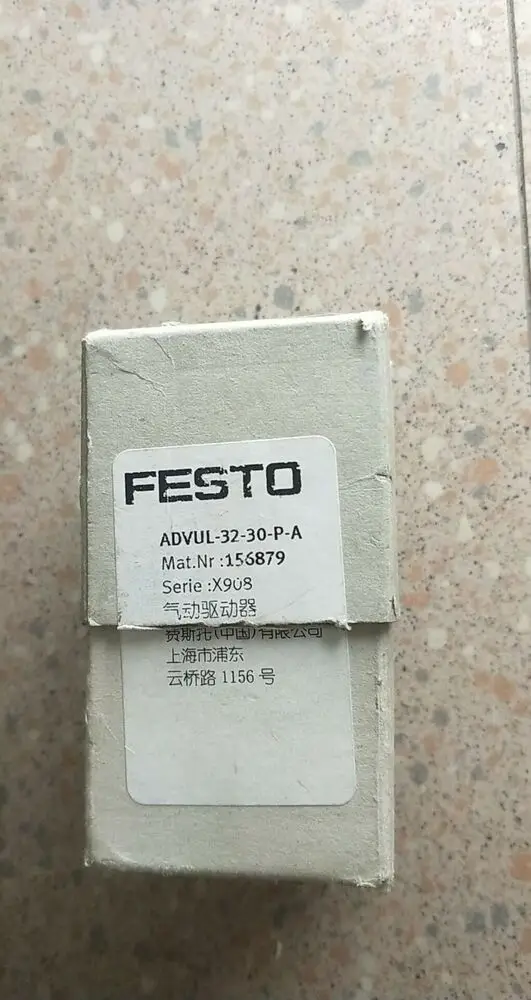 FESTO
ADVUL-32-30-P-A
Mat.Nr :156879
Serie :X908
气动驱动器
费斯托(中国)有限公司
上海市浦东
云桥路 1156 号